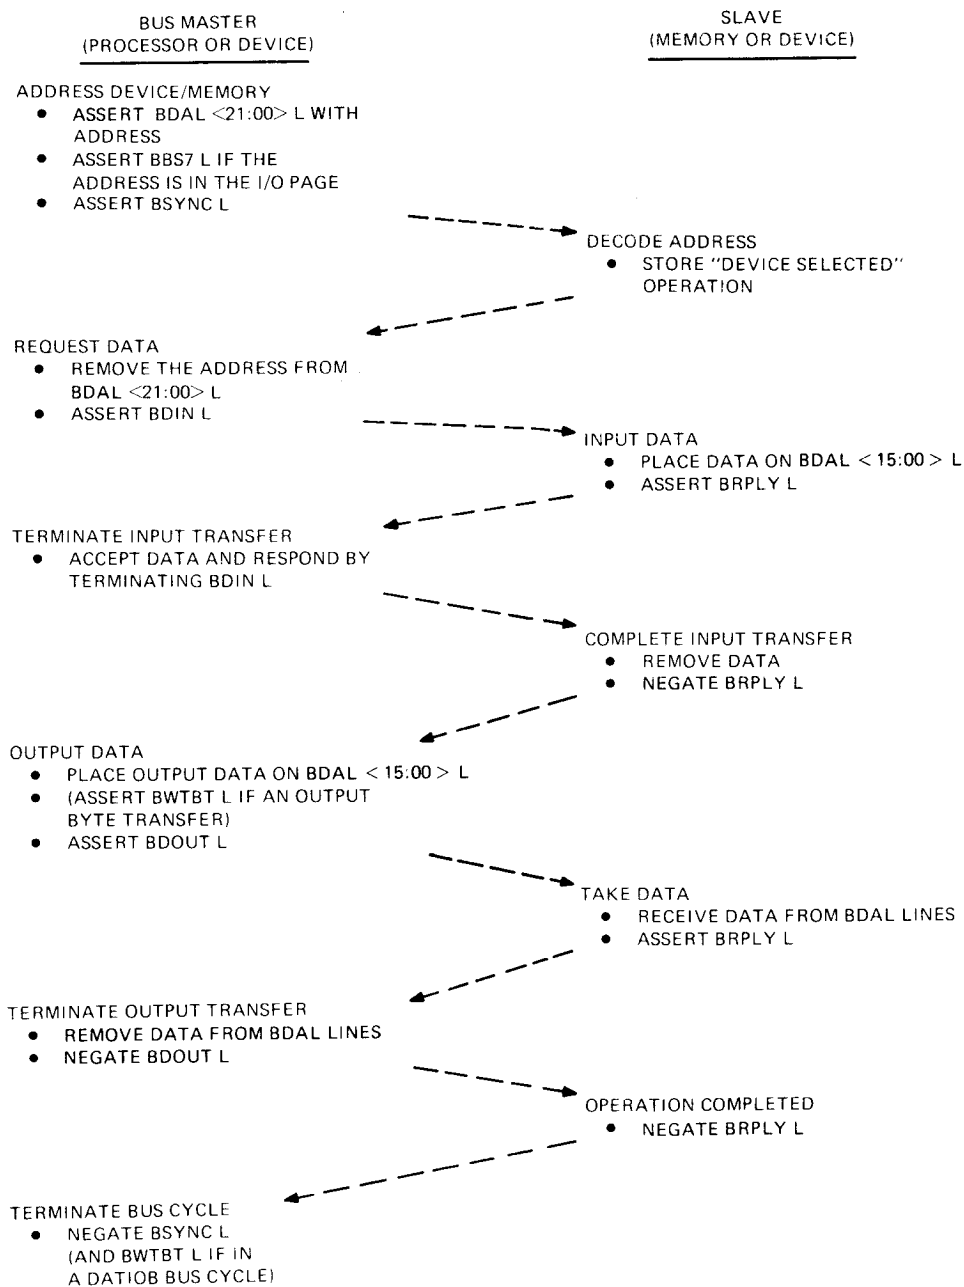 BUS MASTER
(PROCESSOR OR DEVICE)
SLAVE
(MEMORY OR DEVICE)
ADDRESS DEVICE/MEMORY
● ASSERT BDAL <21:00> L WITH
ADDRESS
● ASSERT BBS7 L IF THE
ADDRESS IS IN THE I/O PAGE
● ASSERT BSYNC L
DECODE ADDRESS
● STORE "DEVICE SELECTED"
OPERATION
REQUEST DATA
● REMOVE THE ADDRESS FROM
BDAL <21:00> L
● ASSERT BDIN L
INPUT DATA
● PLACE DATA ON BDAL < 15:00 > L
● ASSERT BRPLY L
TERMINATE INPUT TRANSFER
● ACCEPT DATA AND RESPOND BY
TERMINATING BDIN L
COMPLETE INPUT TRANSFER
● REMOVE DATA
● NEGATE BRPLY L
OUTPUT DATA
● PLACE OUTPUT DATA ON BDAL < 15:00 > L
● (ASSERT BWTBT L IF AN OUTPUT
BYTE TRANSFER)
● ASSERT BDOUT L
TAKE DATA
● RECEIVE DATA FROM BDAL LINES
● ASSERT BRPLY L
TERMINATE OUTPUT TRANSFER
● REMOVE DATA FROM BDAL LINES
● NEGATE BDOUT L
OPERATION COMPLETED
● NEGATE BRPLY L
TERMINATE BUS CYCLE
● NEGATE BSYNC L
(AND BWTBT L IF IN
A DATIOB BUS CYCLE)